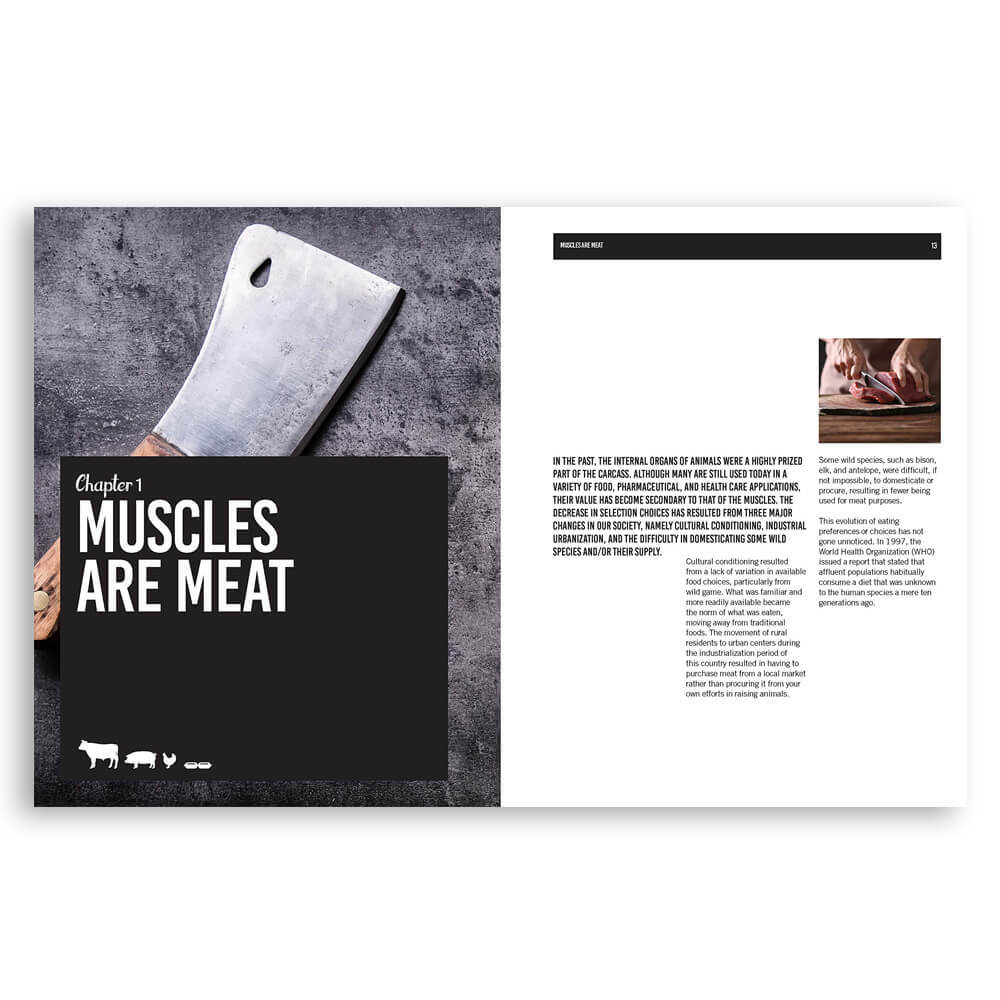 Chapter 1
MUSCLES
ARE MEAT
MUSCLES ARE MEAT
13
IN THE PAST, THE INTERNAL ORGANS OF ANIMALS WERE A HIGHLY PRIZED
PART OF THE CARCASS. ALTHOUGH MANY ARE STILL USED TODAY IN A
VARIETY OF FOOD, PHARMACEUTICAL, AND HEALTH CARE APPLICATIONS,
THEIR VALUE HAS BECOME SECONDARY TO THAT OF THE MUSCLES. THE
DECREASE IN SELECTION CHOICES HAS RESULTED FROM THREE MAJOR
CHANGES IN OUR SOCIETY, NAMELY CULTURAL CONDITIONING, INDUSTRIAL
URBANIZATION, AND THE DIFFICULTY IN DOMESTICATING SOME WILD
SPECIES AND/OR THEIR SUPPLY.
Cultural conditioning resulted
from a lack of variation in available
food choices, particularly from
wild game. What was familiar and
more readily available became
the norm of what was eaten,
moving away from traditional
foods. The movement of rural
residents to urban centers during
the industrialization period of
this country resulted in having to
purchase meat from a local market
rather than procuring it from your
own efforts in raising animals.
Some wild species, such as bison,
elk, and antelope, were difficult, if
not impossible, to domesticate or
procure, resulting in fewer being
used for meat purposes.
This evolution of eating
preferences or choices has not
gone unnoticed. In 1997, the
World Health Organization (WHO)
issued a report that stated that
affluent populations habitually
consume a diet that was unknown
to the human species a mere ten
generations ago.